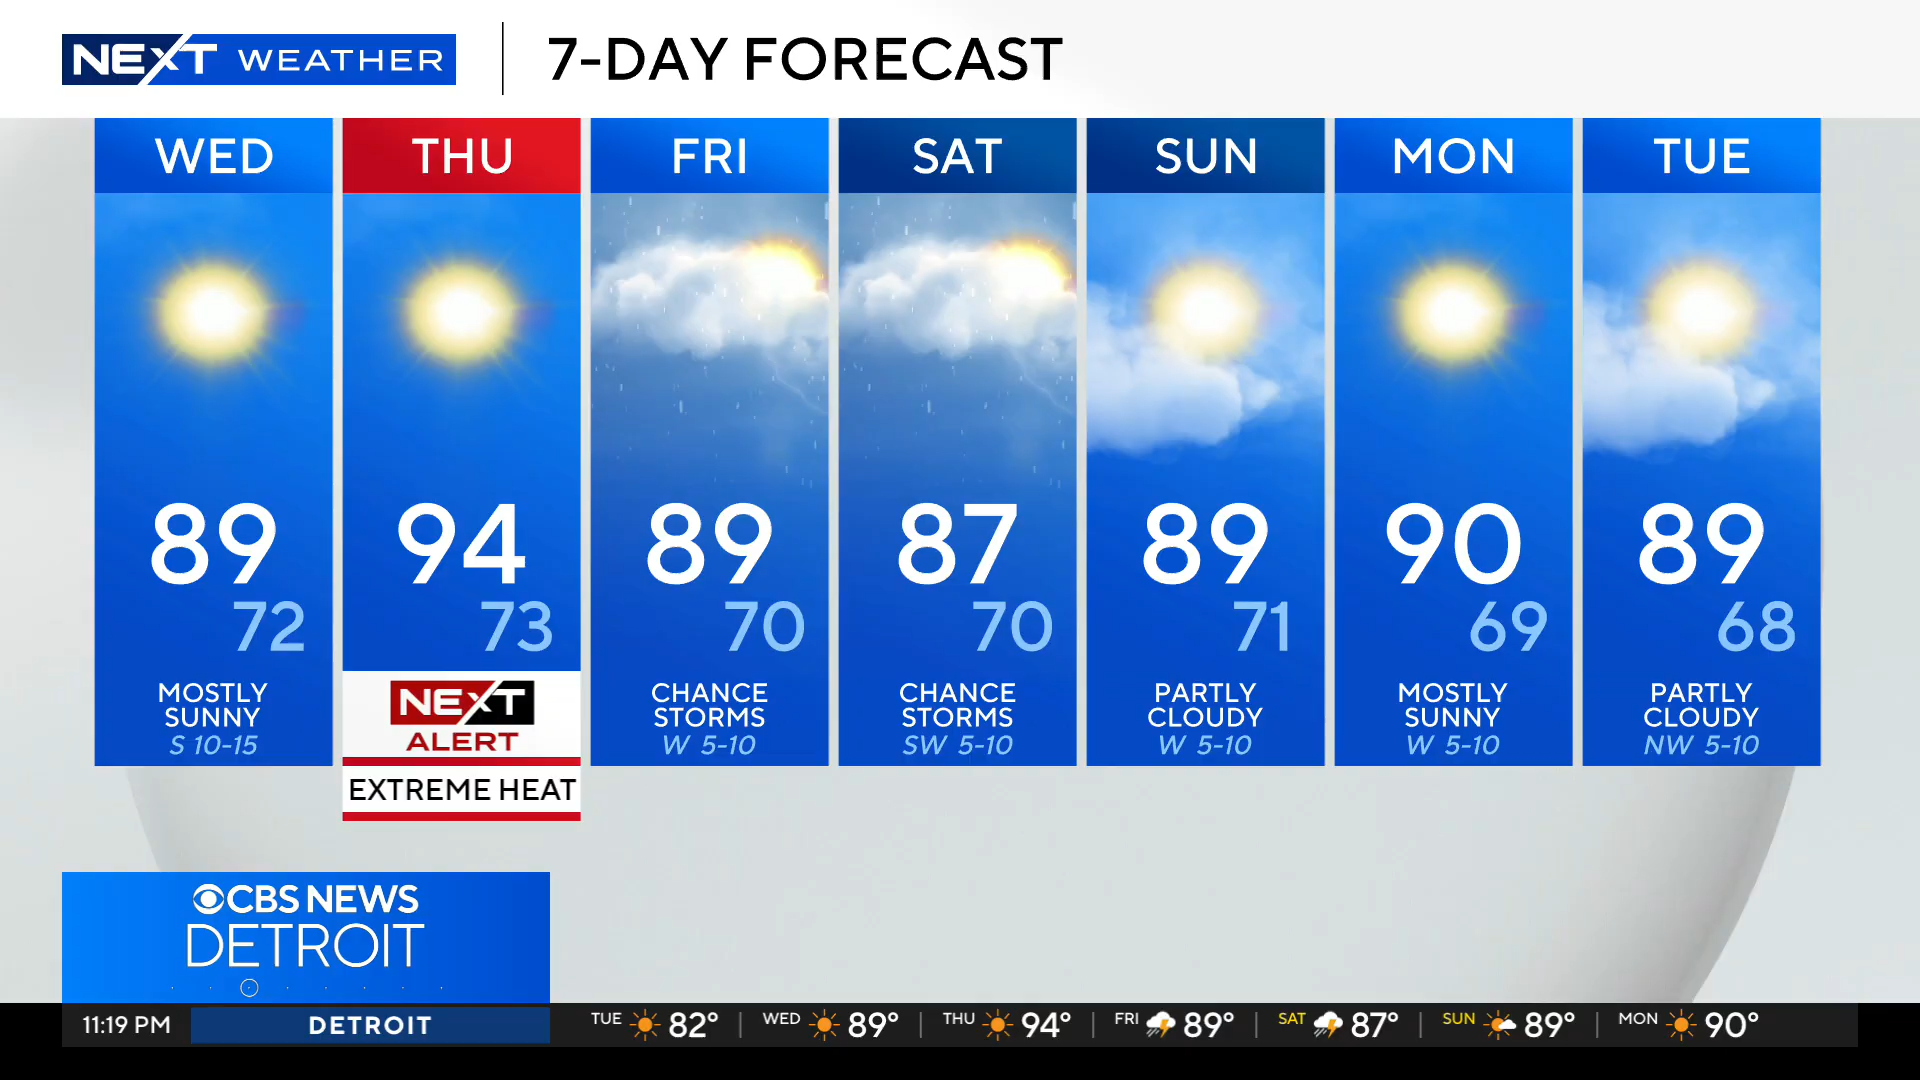 NEXT WEATHER
7-DAY FORECAST
WED
89
72
MOSTLY
SUNNY
S 10-15
THU
94
73
NEXT
ALERT
EXTREME HEAT
FRI
89
70
CHANCE
STORMS
W 5-10
SAT
87
70
CHANCE
STORMS
SW 5-10
SUN
89
71
PARTLY
CLOUDY
W 5-10
MON
90
69
MOSTLY
SUNNY
W 5-10
TUE
89
68
PARTLY
CLOUDY
NW 5-10
CBS NEWS
DETROIT
11:19 PM DETROIT TUE 82° | WED 89° | THU 94° | FRI 89° | SAT 87° | SUN 89° | MON 90°